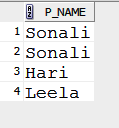 P_NAME
1 Sonali
2 Sonali
3 Hari
4 Leela